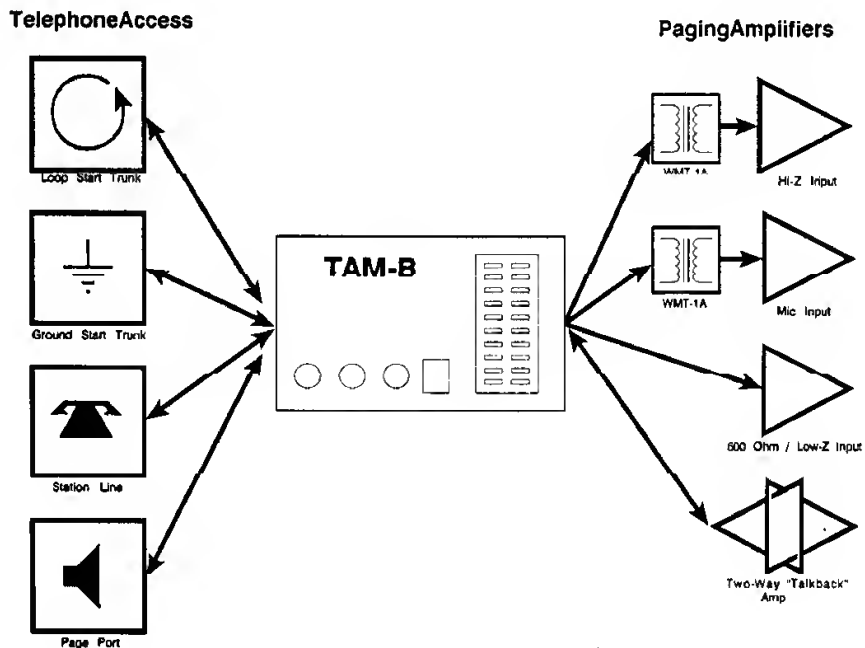 TelephoneAccess
Loop Start Trunk
Ground Start Trunk
Station Line
Page Port
TAM-B
PagingAmplifiers
WMT-1A
Hi-Z Input
WMT-1A
Mic Input
600 Ohm / Low-Z Input
Two-Way "Talkback"
Amp